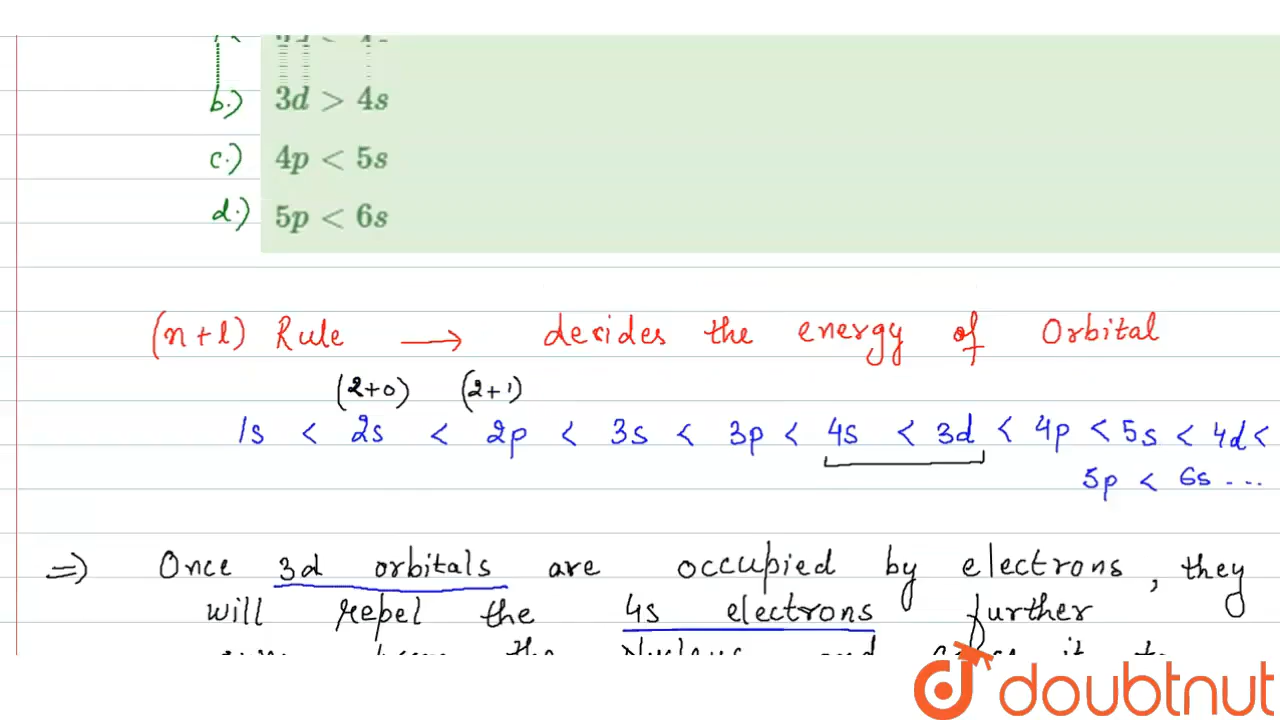 b.) 3d > 4s
c.) 4p < 5s
d.) 5p < 6s
(n+l) Rule → decides the energy of Orbital
(2+0) (2+1)
1s < 2s < 2p < 3s < 3p < 4s < 3d < 4p < 5s < 4d <
5p < 6s ...
⇒ Once 3d orbitals are occupied by electrons, they
will repel the 4s electrons further
doubtnut